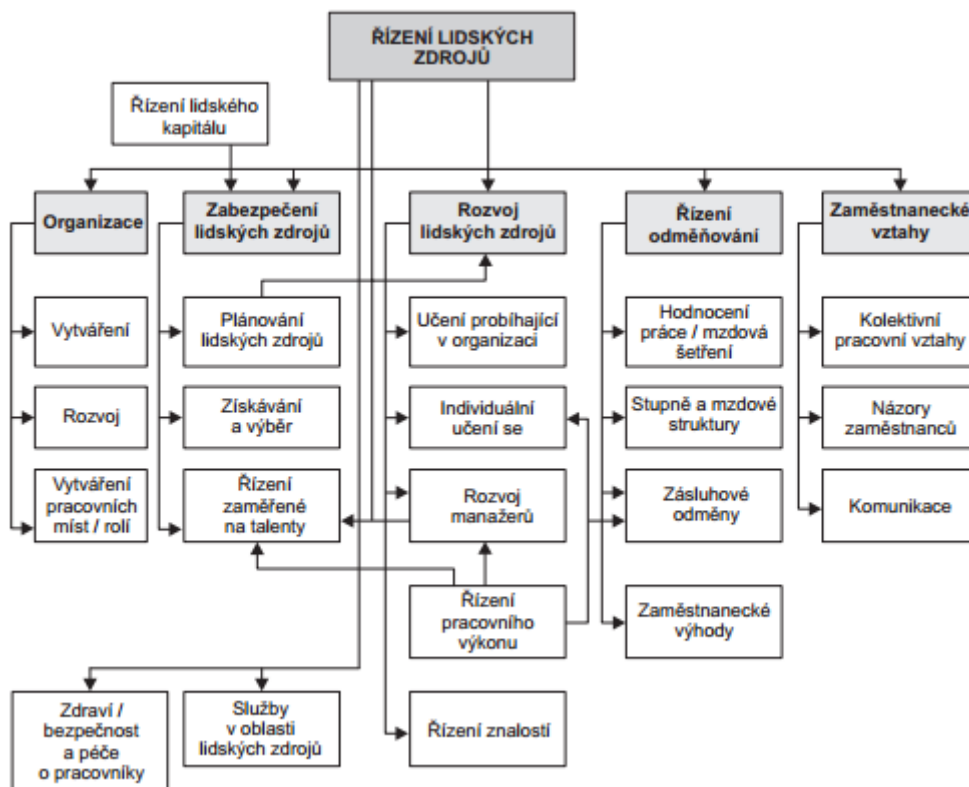 ŘÍZENÍ LIDSKÝCH
ZDROJŮ
Řízení lidského
kapitálu
Organizace
Zabezpečení
lidských zdrojů
Rozvoj
lidských zdrojů
Řízení
odměňování
Zaměstnanecké
vztahy
Vytváření
Plánování
lidských zdrojů
Učení probíhající
v organizaci
Hodnocení
práce / mzdová
šetření
Kolektivní
pracovní vztahy
Rozvoj
Získávání
a výběr
Individuální
učení se
Stupně a mzdové
struktury
Názory
zaměstnanců
Vytváření
pracovních
míst / rolí
Řízení
zaměřené
na talenty
Rozvoj
manažerů
Zásluhové
odměny
Komunikace
Řízení
pracovního
výkonu
Zaměstnanecké
výhody
Zdraví /
bezpečnost
a péče
o pracovníky
Služby
v oblasti
lidských zdrojů
Řízení znalostí